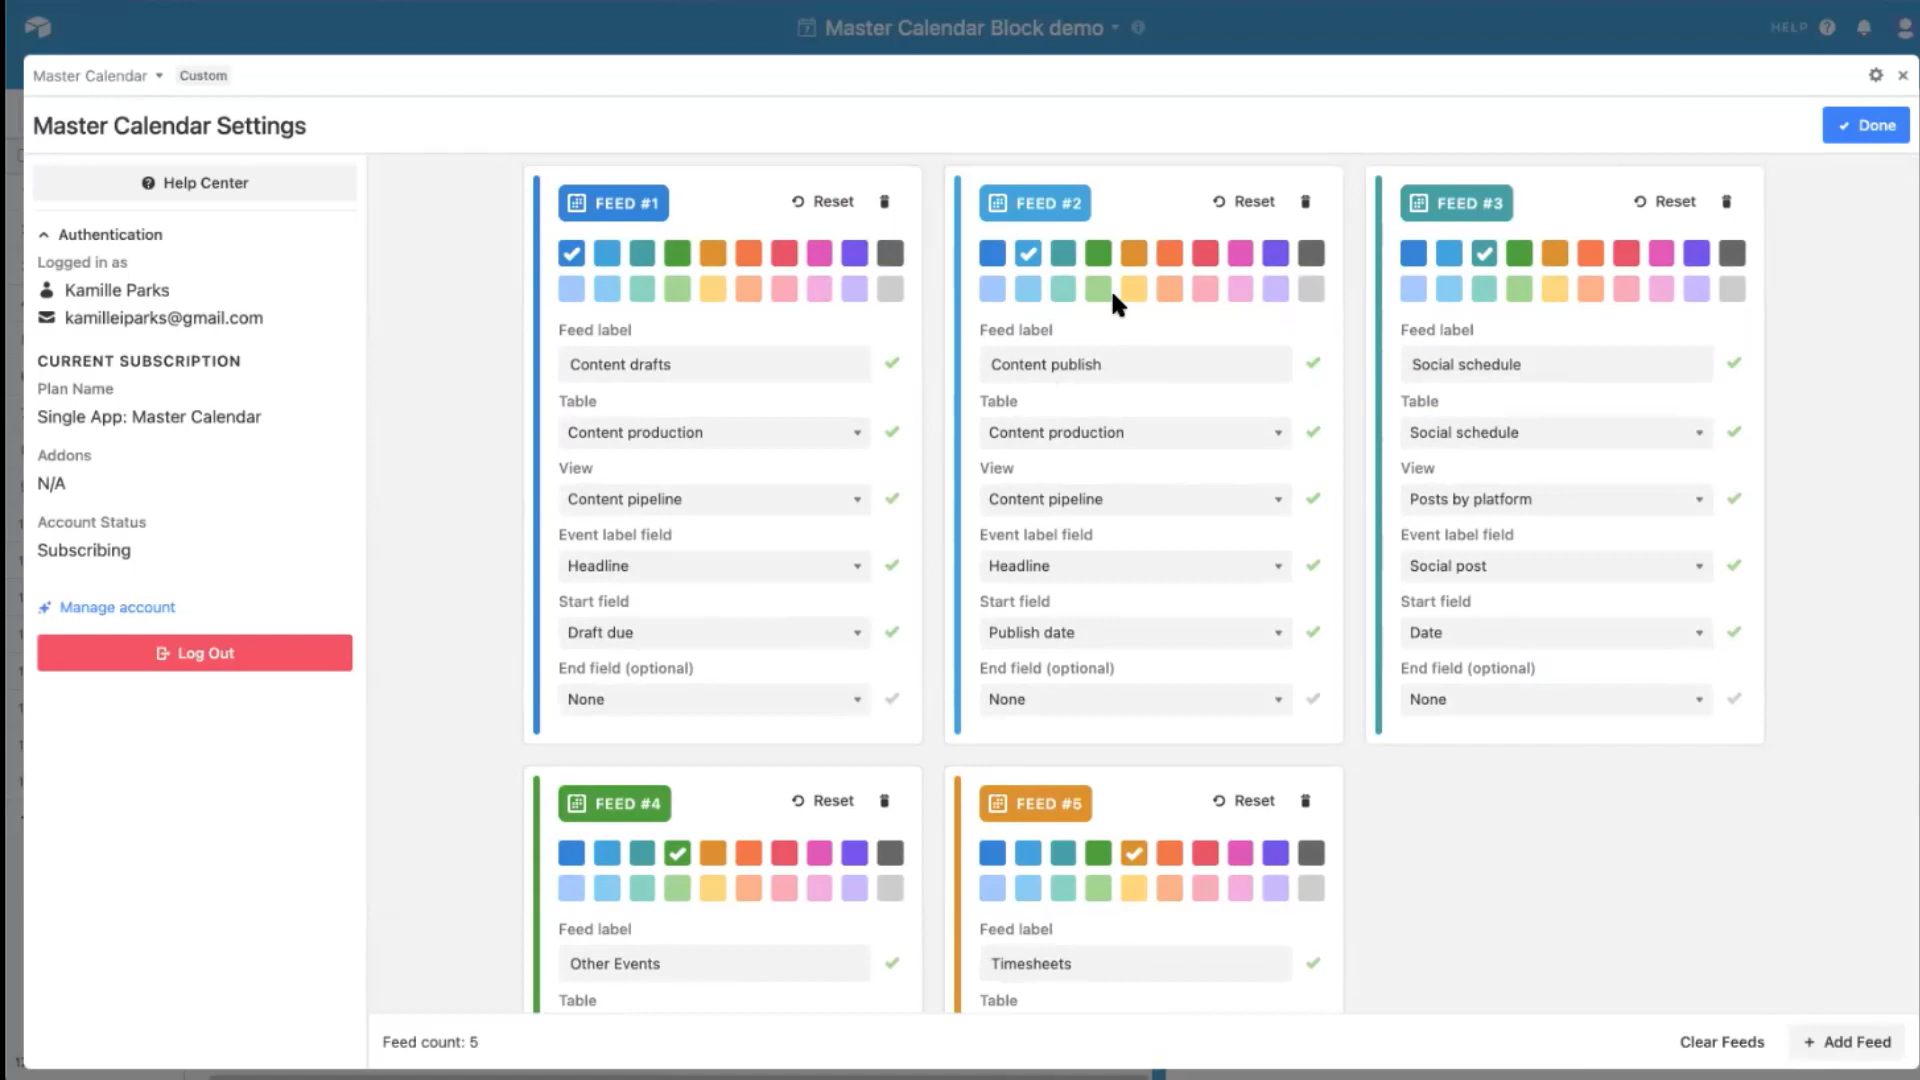 Master Calendar Block demo
HELP
Master Calendar
Custom
Master Calendar Settings
Done
Help Center
Authentication
Logged in as
Kamille Parks
kamilleiparks@gmail.com
CURRENT SUBSCRIPTION
Plan Name
Single App: Master Calendar
Addons
N/A
Account Status
Subscribing
Manage account
Log Out
FEED #1
Reset
Feed label
Content drafts
Table
Content production
View
Content pipeline
Event label field
Headline
Start field
Draft due
End field (optional)
None
FEED #2
Reset
Feed label
Content publish
Table
Content production
View
Content pipeline
Event label field
Headline
Start field
Publish date
End field (optional)
None
FEED #3
Reset
Feed label
Social schedule
Table
Social schedule
View
Posts by platform
Event label field
Social post
Start field
Date
End field (optional)
None
FEED #4
Reset
Feed label
Other Events
Table
FEED #5
Reset
Feed label
Timesheets
Table
Feed count: 5
Clear Feeds
+ Add Feed